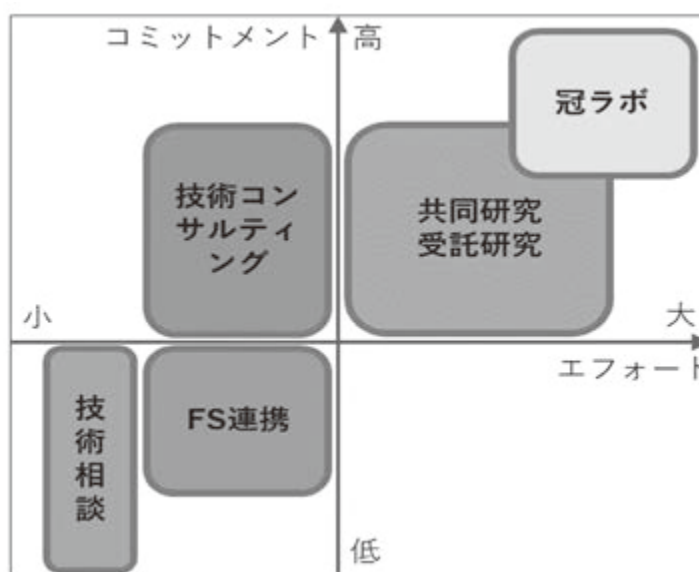 コミットメント
高
冠ラボ
技術コン
サルティ
ング
共同研究
受託研究
小
大
エフォート
技術相談
FS連携
低